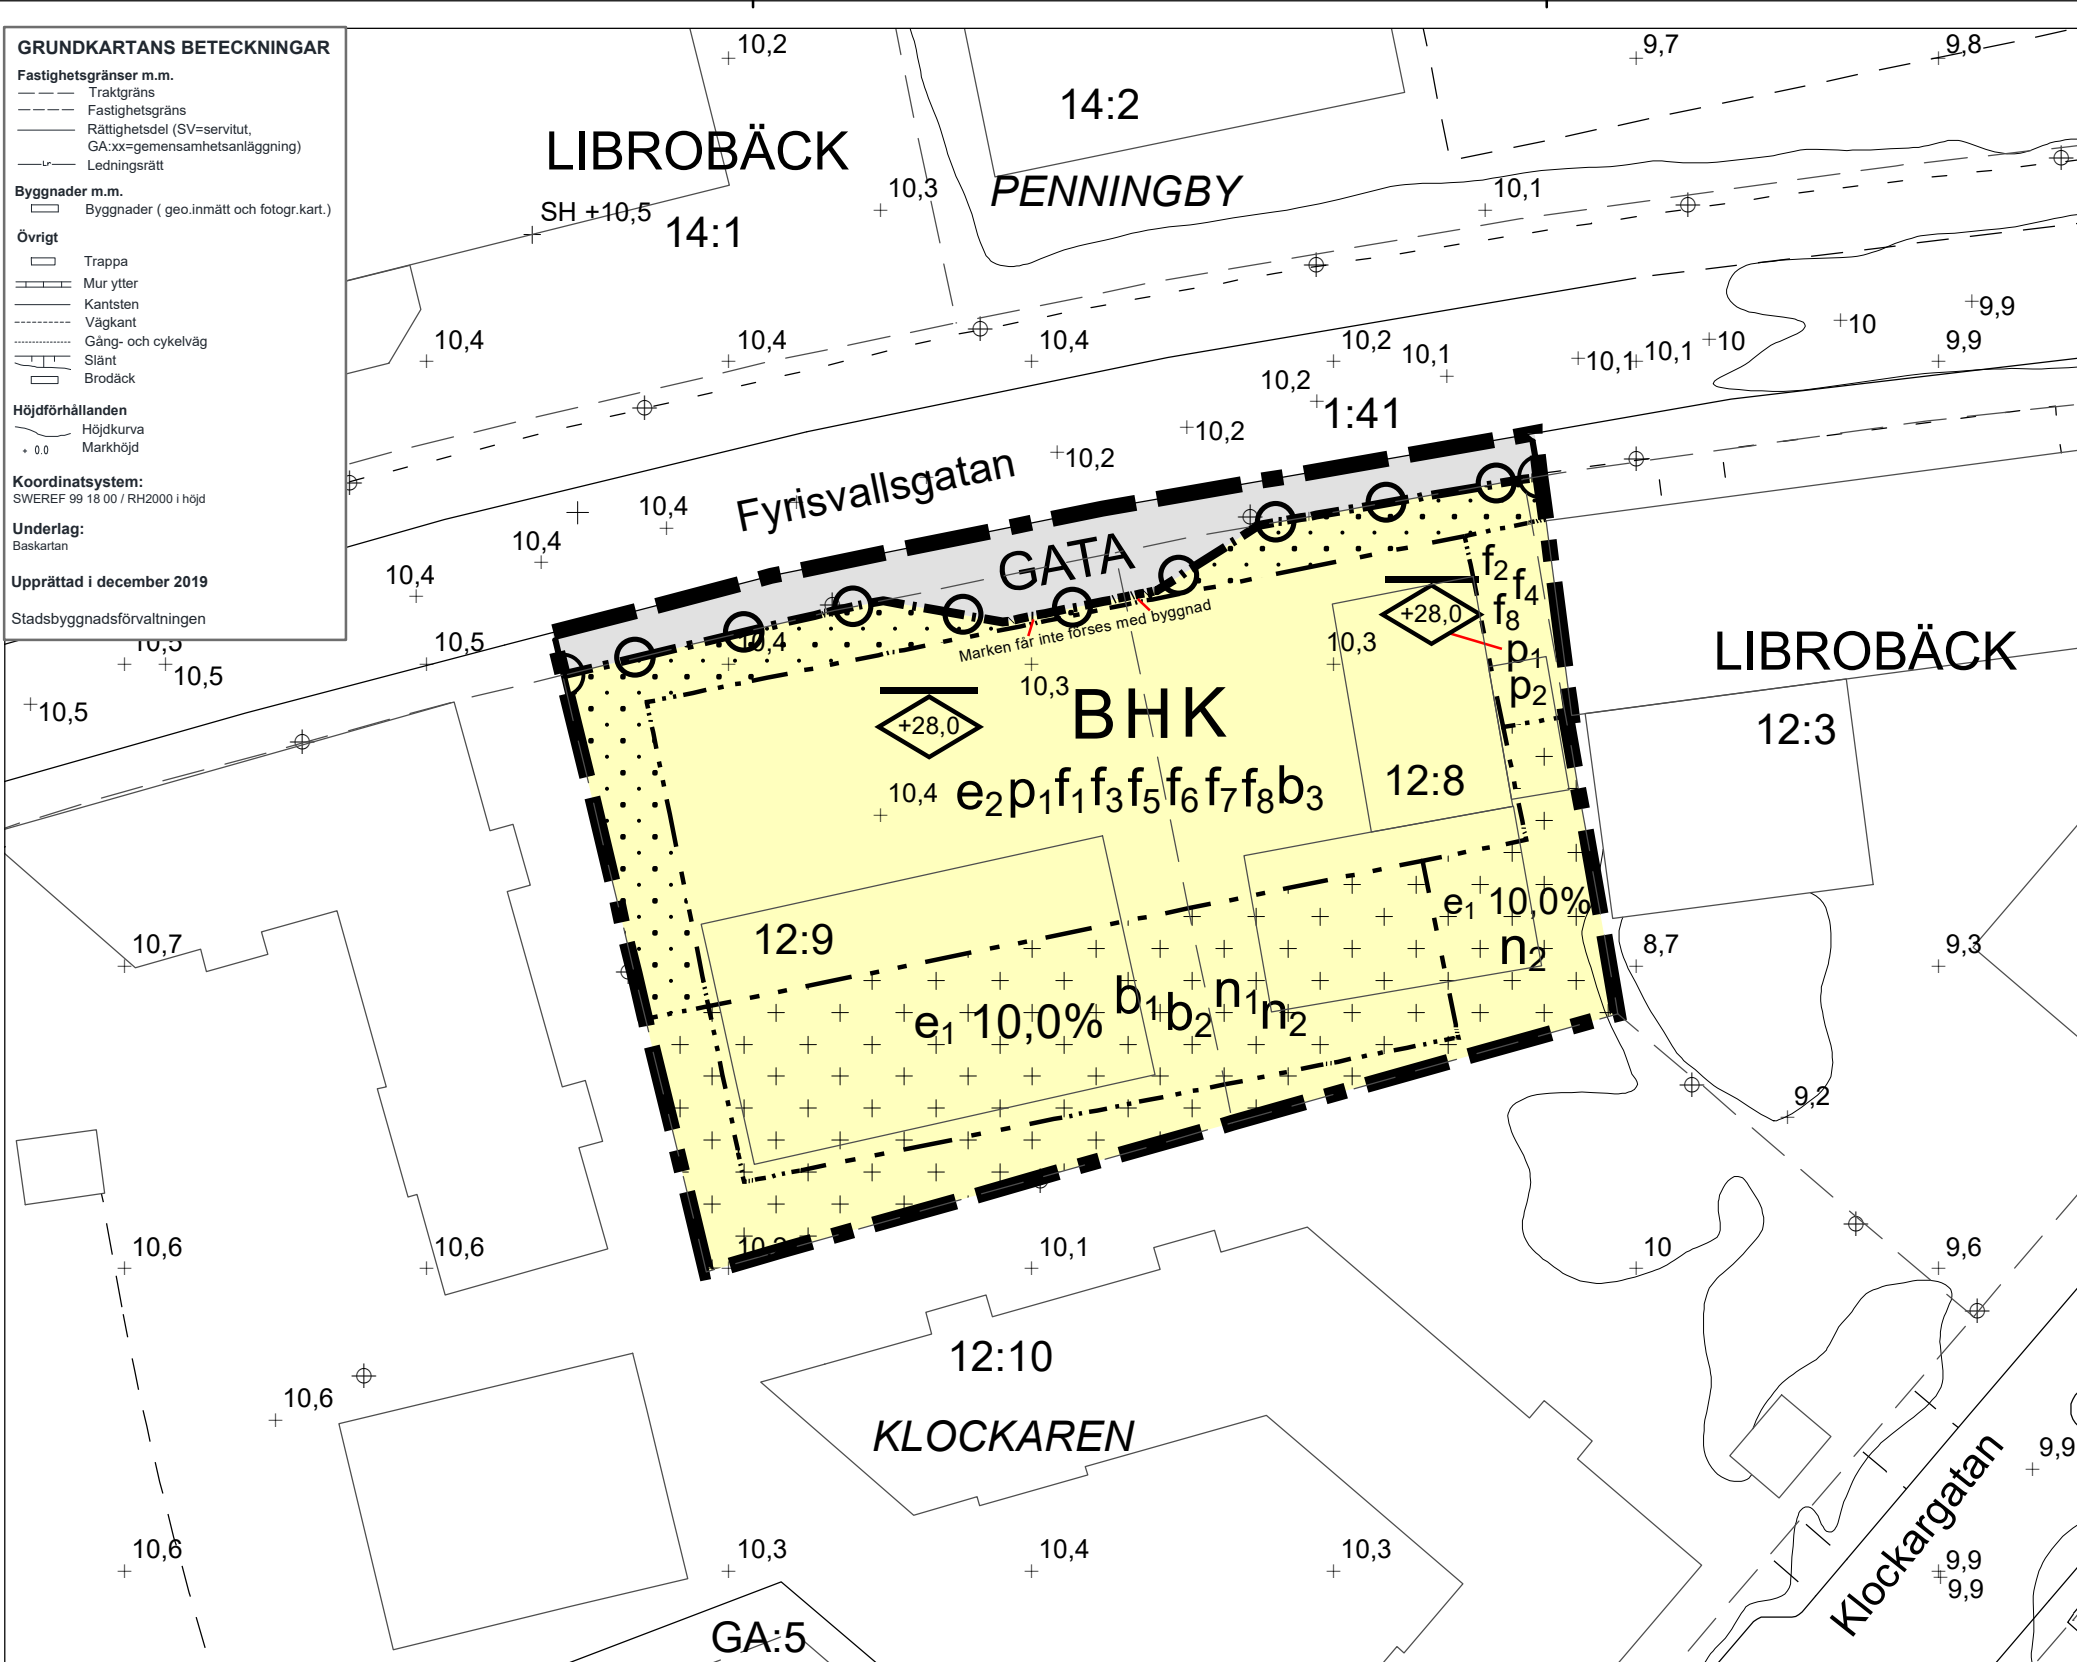 GRUNDKARTANS BETECKNINGAR
Fastighetsgränser m.m.
Traktgräns
Fastighetsgräns
Rättighetsdel (SV=servitut,
GA:xx=gemensamhetsanläggning)
Lr
Ledningsrätt
Byggnader m.m.
Byggnader ( geo.inmätt och fotogr.kart.)
Övrigt
Trappa
Mur ytter
Kantsten
Vägkant
Gång- och cykelväg
Slänt
Brodäck
Höjdförhållanden
Höjdkurva
0.0 Markhöjd
Koordinatsystem:
SWEREF 99 18 00 / RH2000 i höjd
Underlag:
Baskartan
Upprättad i december 2019
Stadsbyggnadsförvaltningen
10,2
9,7
9,8
14:2
LIBROBÄCK
10,3
PENNINGBY
10,1
SH +10,5
14:1
9,9
10
10,4
10,4
10,4
10,2
10,1
10,1
10,1
10
9,9
10,2
1:41
10,2
10,2
Fyrisvallsgatan
10,4
10,4
10,4
GATA
f2
f4
f8
+28,0
Marken får inte förses med byggnad
10,5
10,5
10,4
10,3
p1
LIBROBÄCK
10,5
10,3
p2
10,5
+28,0
BHK
12:3
10,4
e2p1f1f3f5f6f7f8b3
12:8
e1 10,0%
12:9
10,7
n2
8,7
9,3
e1 10,0%
b1b2
n1n2
9,2
10,6
10,6
10,1
10
9,6
12:10
10,6
KLOCKAREN
9,9
Klockargatan
10,6
10,3
10,4
10,3
9,9
9,9
GA:5